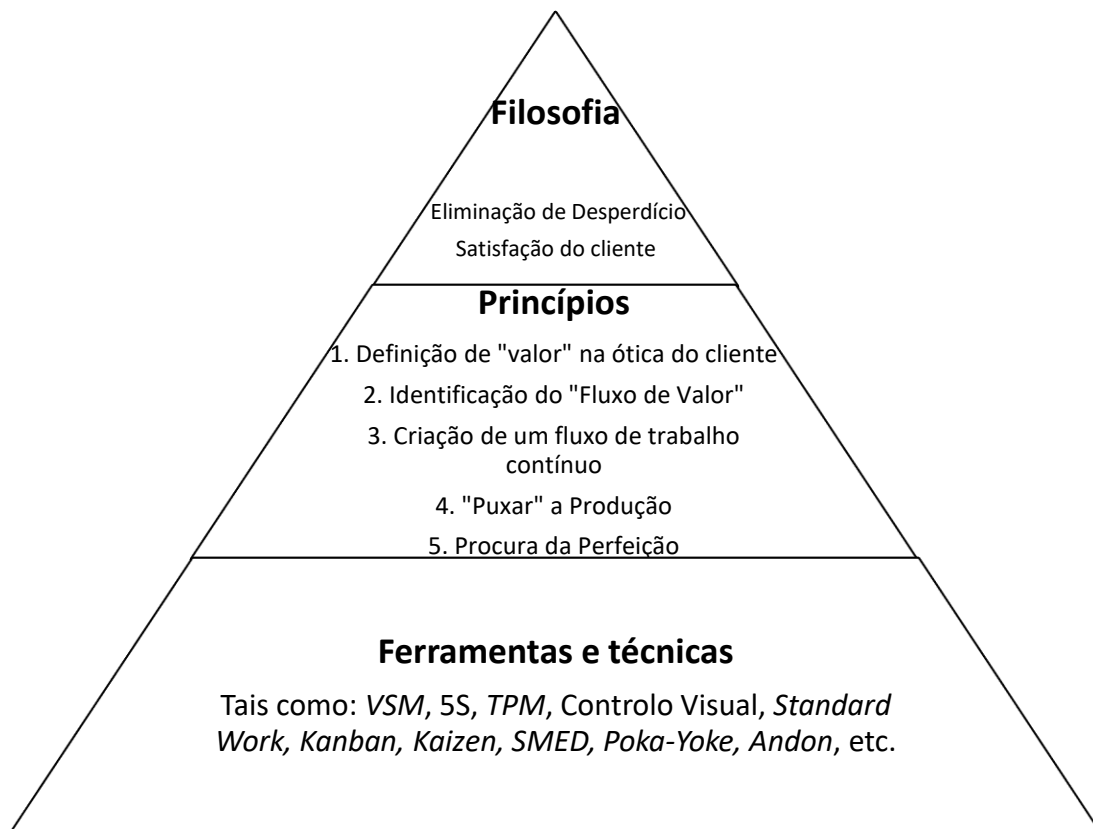 Filosofia
Eliminação de Desperdício
Satisfação do cliente
Princípios
1. Definição de "valor" na ótica do cliente
2. Identificação do "Fluxo de Valor"
3. Criação de um fluxo de trabalho
contínuo
4. "Puxar" a Produção
5. Procura da Perfeição
Ferramentas e técnicas
Tais como: VSM, 5S, TPM, Controlo Visual, Standard
Work, Kanban, Kaizen, SMED, Poka-Yoke, Andon, etc.